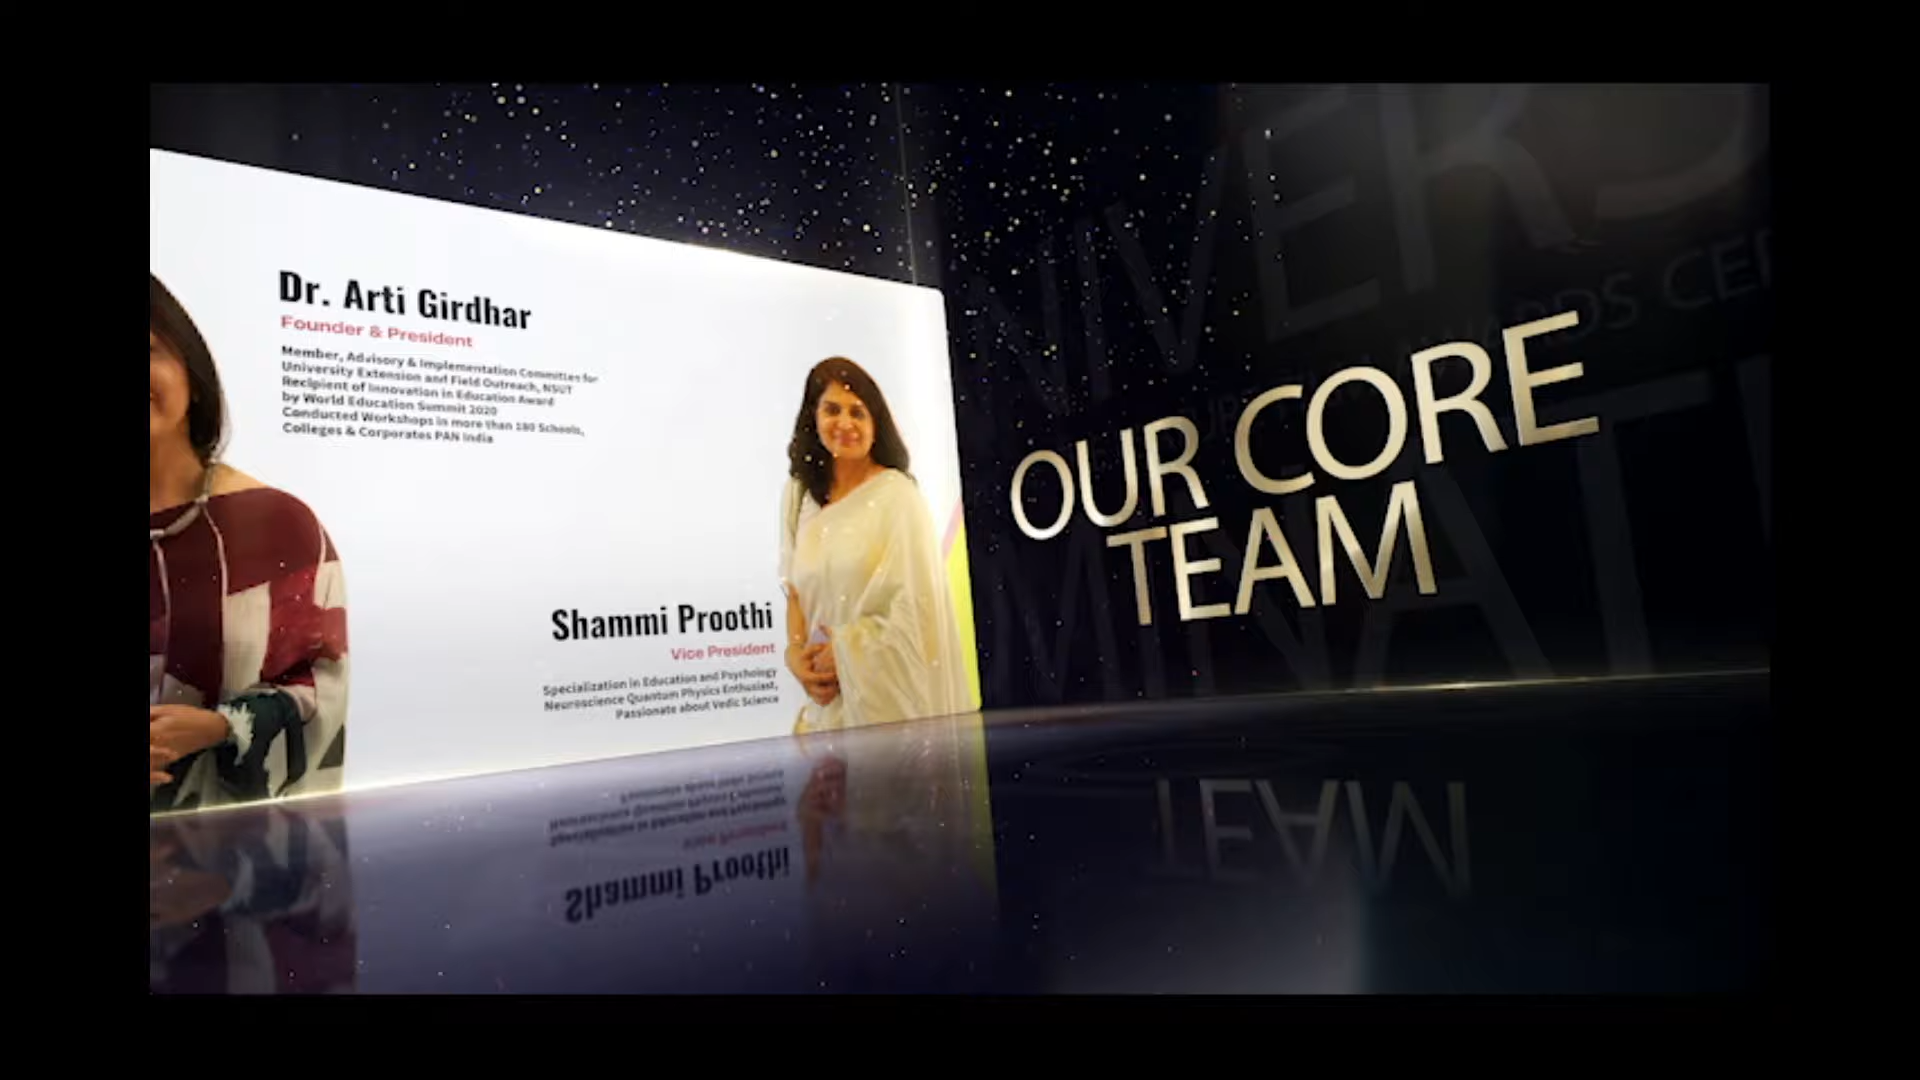 Dr. Arti Girdhar
Founder & President
Member, Advisory & Implementation Committes for
University Extension and Field Outreach, NSUT
Recipient of Innovation in Education Award
by World Education Summit 2020
Conducted Workshops in more than 180 Schools,
Colleges & Corporates PAN India
Shammi Proothi
Vice President
Specialization in Education and Psychology
Neuroscience Quantum Physics Enthusiast,
Passionate about Vedic Science
OUR CORE
TEAM